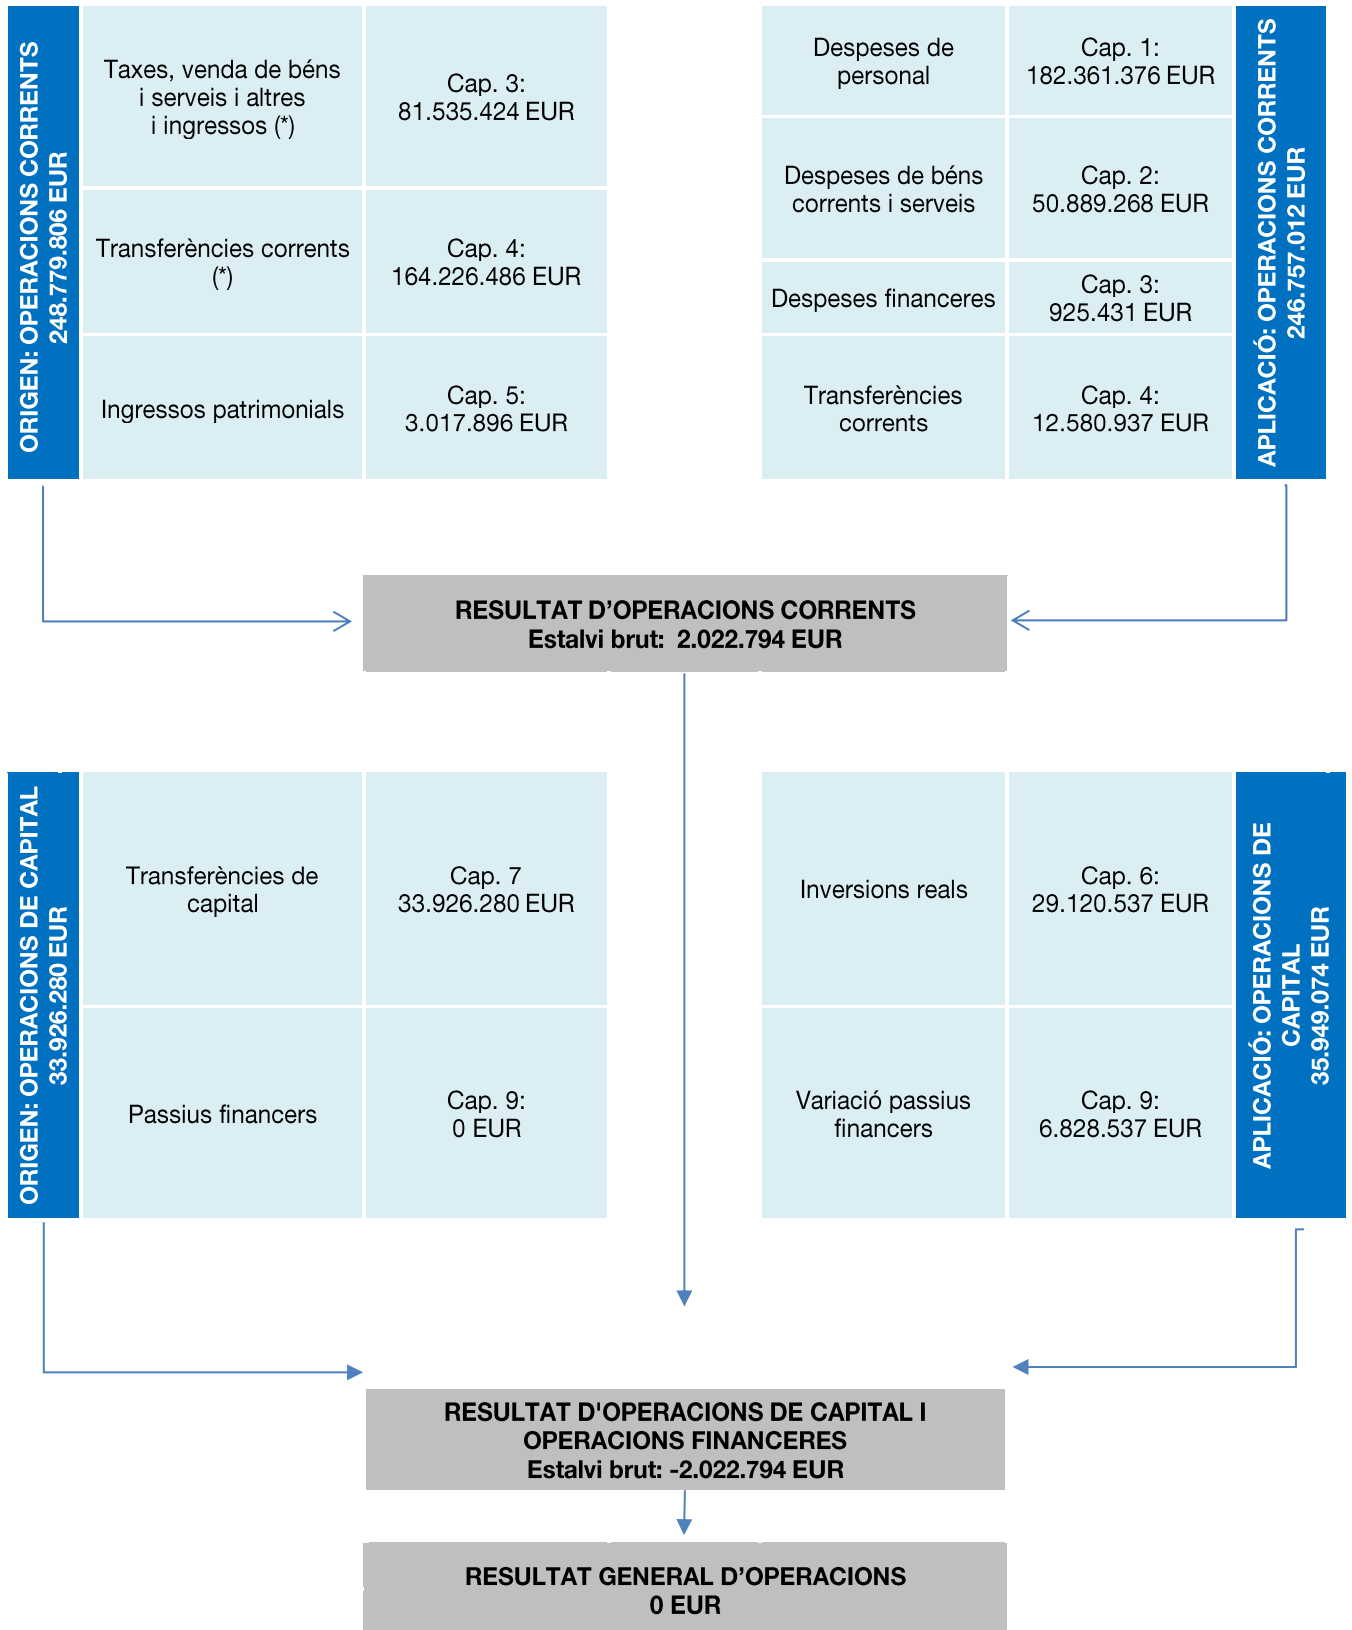 ORIGEN: OPERACIONS CORRENTS
248.779.806 EUR
Taxes, venda de béns
i serveis i altres
i ingressos (*)
Cap. 3:
81.535.424 EUR
Transferències corrents
(*)
Cap. 4:
164.226.486 EUR
Ingressos patrimonials
Cap. 5:
3.017.896 EUR
Despeses de
personal
Cap. 1:
182.361.376 EUR
Despeses de béns
corrents i serveis
Cap. 2:
50.889.268 EUR
Despeses financeres
Cap. 3:
925.431 EUR
Transferències
corrents
Cap. 4:
12.580.937 EUR
APLICACIÓ: OPERACIONS CORRENTS
246.757.012 EUR
RESULTAT D’OPERACIONS CORRENTS
Estalvi brut:  2.022.794 EUR
ORIGEN: OPERACIONS DE CAPITAL
33.926.280 EUR
Transferències de
capital
Cap. 7
33.926.280 EUR
Passius financers
Cap. 9:
0 EUR
Inversions reals
Cap. 6:
29.120.537 EUR
Variació passius
financers
Cap. 9:
6.828.537 EUR
APLICACIÓ: OPERACIONS DE
CAPITAL
35.949.074 EUR
RESULTAT D'OPERACIONS DE CAPITAL I
OPERACIONS FINANCERES
Estalvi brut: -2.022.794 EUR
RESULTAT GENERAL D’OPERACIONS
0 EUR